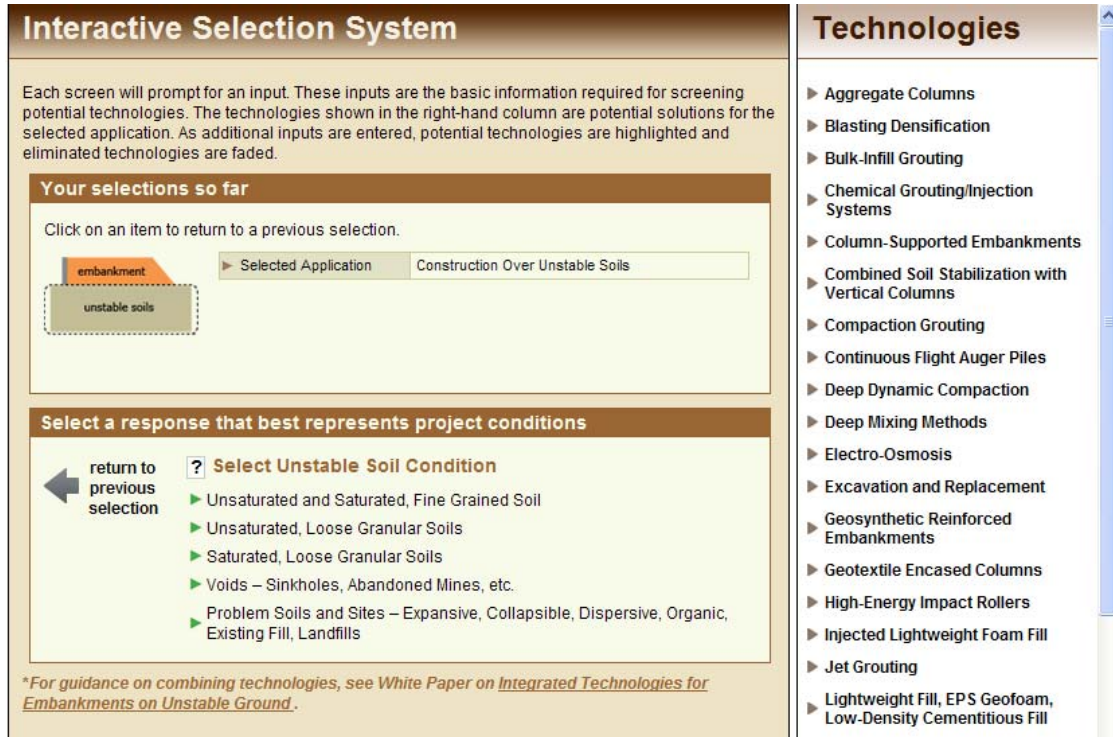 Interactive Selection System
Each screen will prompt for an input. These inputs are the basic information required for screening
potential technologies. The technologies shown in the right-hand column are potential solutions for the
selected application. As additional inputs are entered, potential technologies are highlighted and
eliminated technologies are faded.
Your selections so far
Click on an item to return to a previous selection.
embankment
unstable soils
Selected Application
Construction Over Unstable Soils
Select a response that best represents project conditions
return to
previous
selection
? Select Unstable Soil Condition
Unsaturated and Saturated, Fine Grained Soil
Unsaturated, Loose Granular Soils
Saturated, Loose Granular Soils
Voids – Sinkholes, Abandoned Mines, etc.
Problem Soils and Sites – Expansive, Collapsible, Dispersive, Organic,
Existing Fill, Landfills
*For guidance on combining technologies, see White Paper on Integrated Technologies for
Embankments on Unstable Ground .
Technologies
Aggregate Columns
Blasting Densification
Bulk-Infill Grouting
Chemical Grouting/Injection
Systems
Column-Supported Embankments
Combined Soil Stabilization with
Vertical Columns
Compaction Grouting
Continuous Flight Auger Piles
Deep Dynamic Compaction
Deep Mixing Methods
Electro-Osmosis
Excavation and Replacement
Geosynthetic Reinforced
Embankments
Geotextile Encased Columns
High-Energy Impact Rollers
Injected Lightweight Foam Fill
Jet Grouting
Lightweight Fill, EPS Geofoam,
Low-Density Cementitious Fill